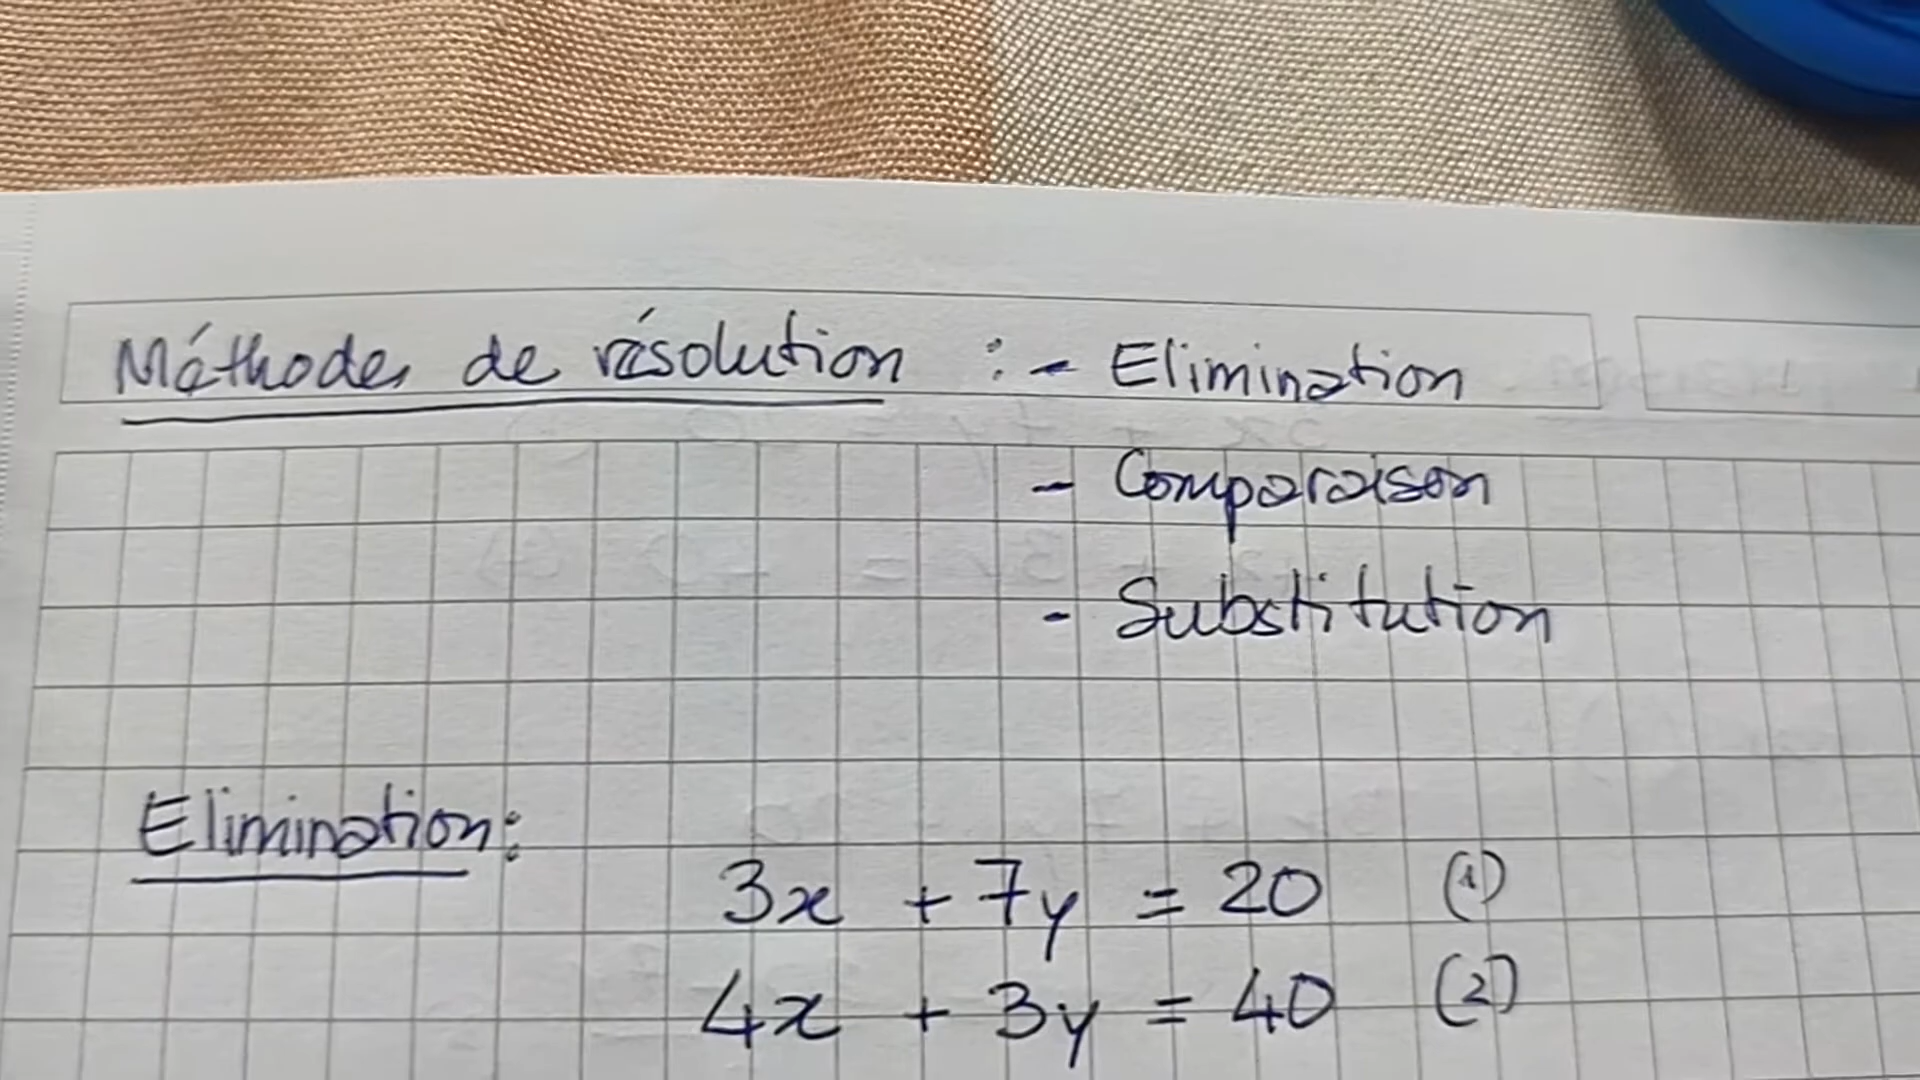 Méthodes de résolution : - Elimination
- Comparaison
- Substitution
Elimination:
3x + 7y = 20 (1)
4x + 3y = 40 (2)